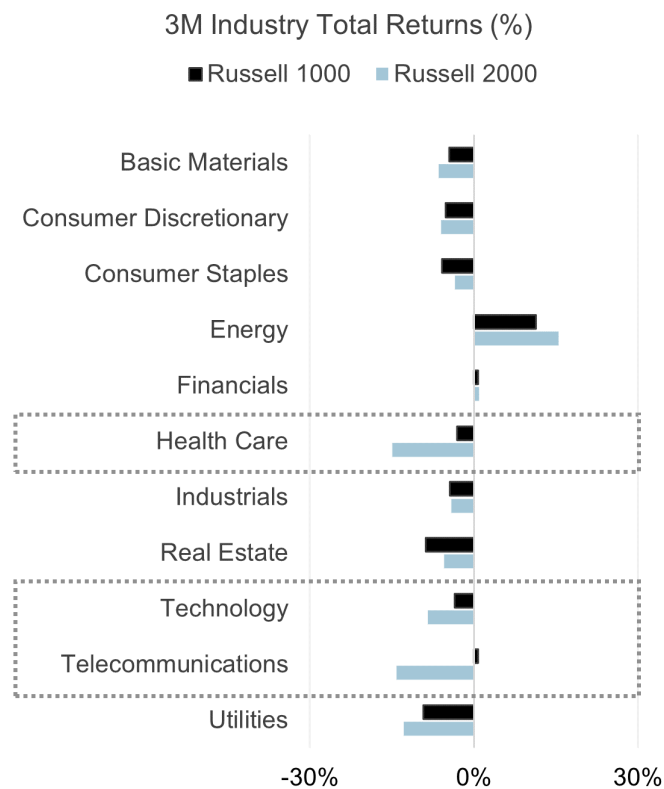 3M Industry Total Returns (%)
Russell 1000 Russell 2000
Basic Materials
Consumer Discretionary
Consumer Staples
Energy
Financials
Health Care
Industrials
Real Estate
Technology
Telecommunications
Utilities
-30% 0% 30%